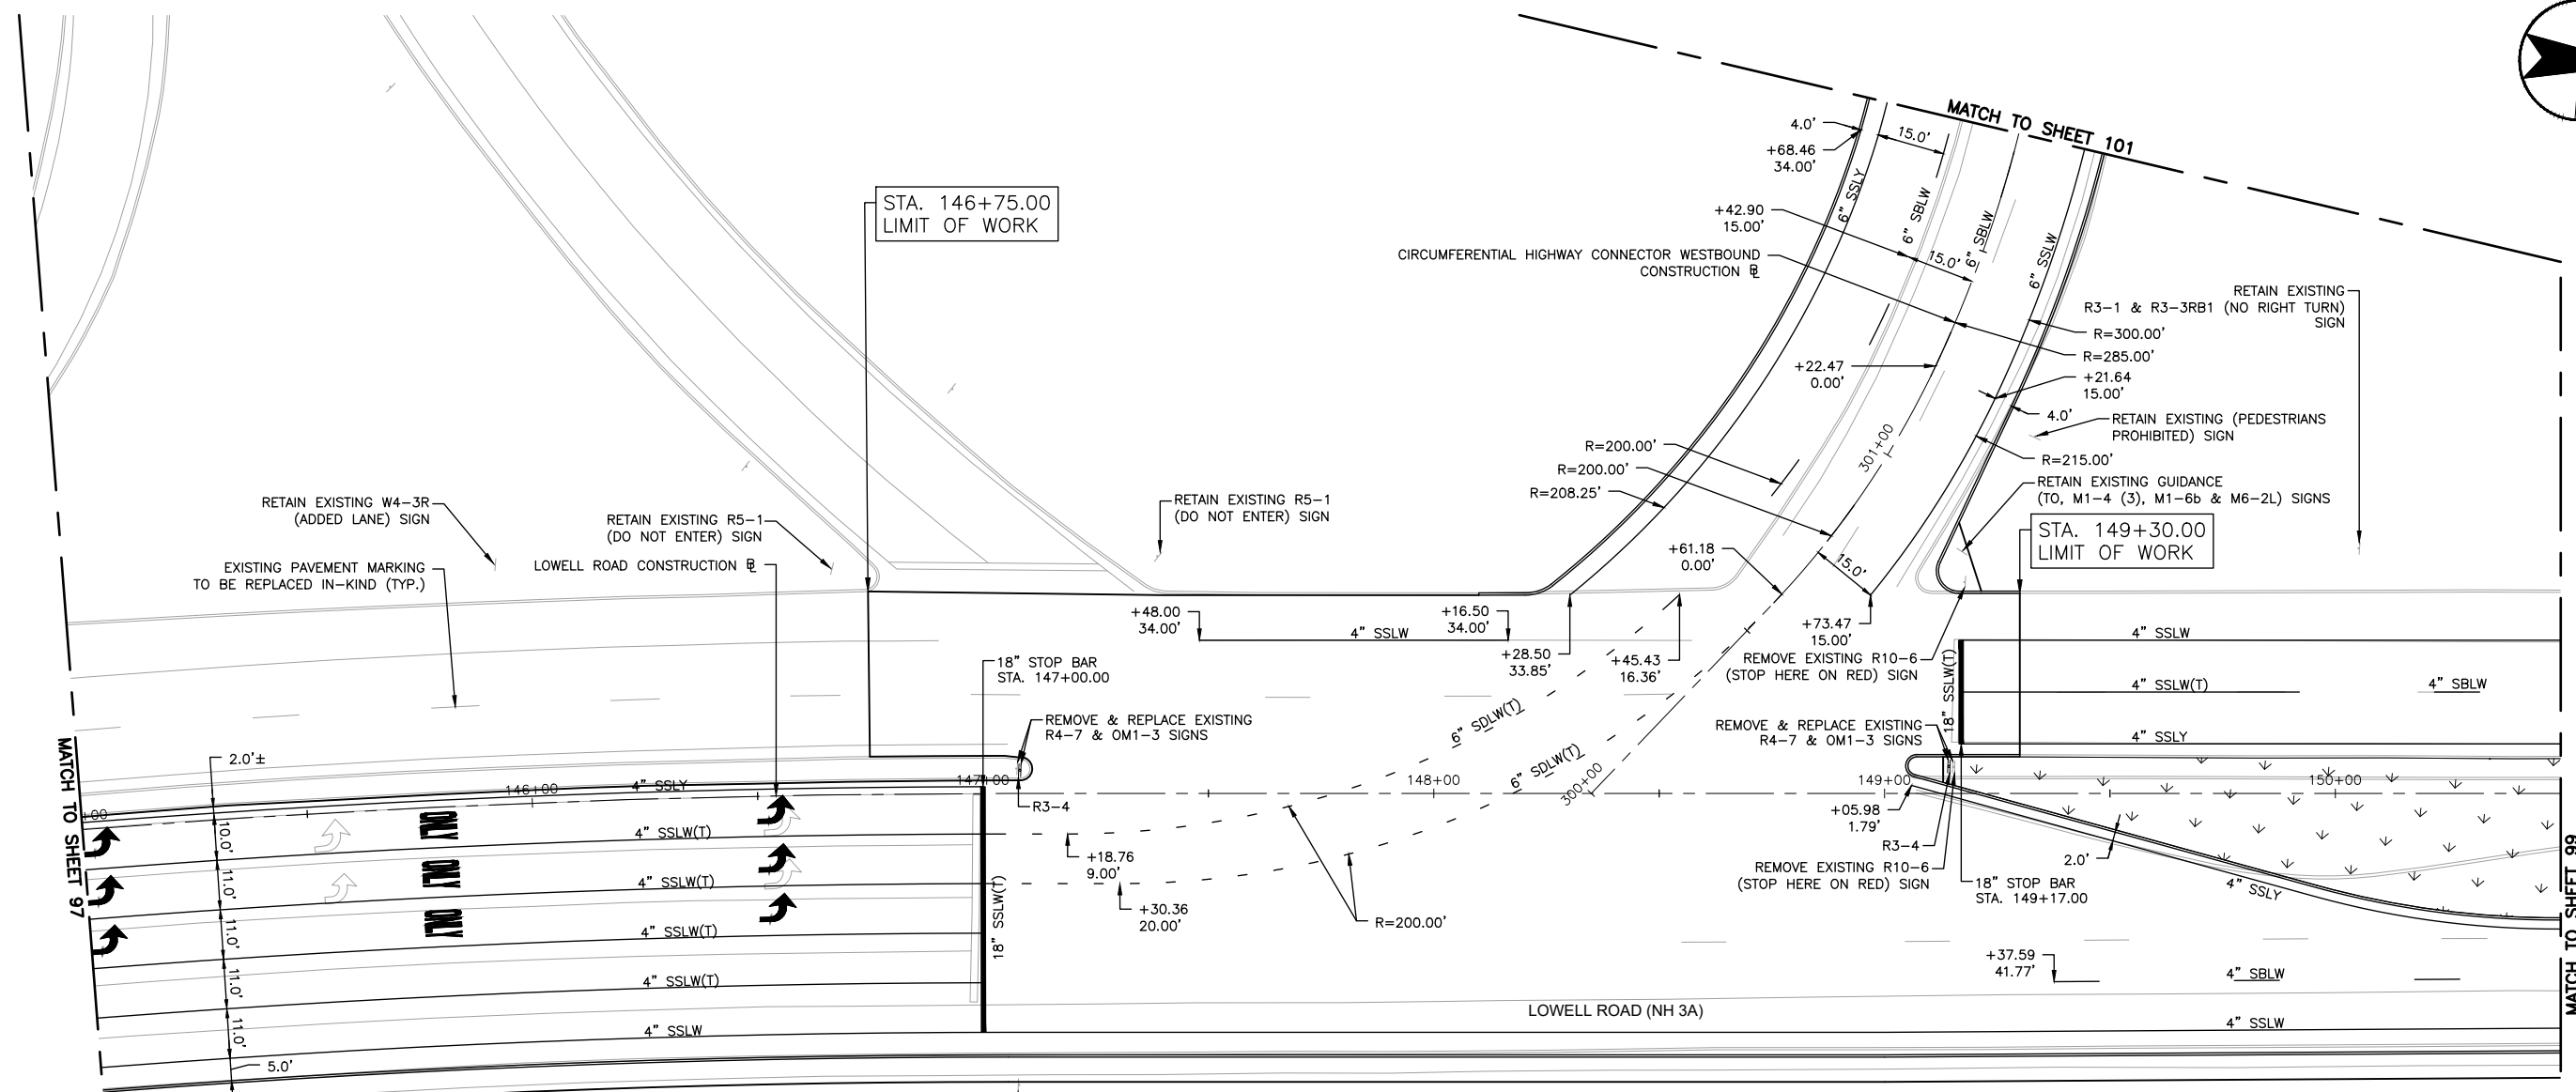 MATCH TO SHEET 101
4.0'
+68.46
34.00'
15.0'
6" SSLY
6" SBLW
6" SBLW
6" SSLW
+42.90
15.00'
15.0'
CIRCUMFERENTIAL HIGHWAY CONNECTOR WESTBOUND
CONSTRUCTION
STA. 146+75.00
LIMIT OF WORK
RETAIN EXISTING
R3-1 & R3-3RB1 (NO RIGHT TURN)
SIGN
R=300.00'
R=285.00'
+22.47
0.00'
+21.64
15.00'
4.0'
RETAIN EXISTING (PEDESTRIANS
PROHIBITED) SIGN
301+00
R=200.00'
R=200.00'
R=208.25'
R=215.00'
RETAIN EXISTING GUIDANCE
(TO, M1-4 (3), M1-6b & M6-2L) SIGNS
STA. 149+30.00
LIMIT OF WORK
RETAIN EXISTING W4-3R
(ADDED LANE) SIGN
RETAIN EXISTING R5-1
(DO NOT ENTER) SIGN
RETAIN EXISTING R5-1
(DO NOT ENTER) SIGN
LOWELL ROAD CONSTRUCTION
EXISTING PAVEMENT MARKING
TO BE REPLACED IN-KIND (TYP.)
+61.18
0.00'
15.0'
+48.00
34.00'
4" SSLW
+16.50
34.00'
+28.50
33.85'
+45.43
16.36'
+73.47
15.00'
REMOVE EXISTING R10-6
(STOP HERE ON RED) SIGN
18" SSLW(T)
4" SSLW
4" SSLW(T)
4" SBLW
4" SSLY
18" STOP BAR
STA. 147+00.00
REMOVE & REPLACE EXISTING
R4-7 & OM1-3 SIGNS
6" SDLW(T)
6" SDLW(T)
300+00
REMOVE & REPLACE EXISTING
R4-7 & OM1-3 SIGNS
MATCH TO SHEET 97
2.0'±
+00
146+00
4" SSLY
147+00
148+00
149+00
150+00
R3-4
+05.98
1.79'
R3-4
REMOVE EXISTING R10-6
(STOP HERE ON RED) SIGN
18" STOP BAR
STA. 149+17.00
2.0'
4" SSLY
10.0'
11.0'
11.0'
11.0'
11.0'
5.0'
ONLY
ONLY
ONLY
4" SSLW(T)
4" SSLW(T)
4" SSLW(T)
4" SSLW(T)
4" SSLW
18" SSLW(T)
+18.76
9.00'
+30.36
20.00'
R=200.00'
+37.59
41.77'
4" SBLW
LOWELL ROAD (NH 3A)
4" SSLW
MATCH TO SHEET 99